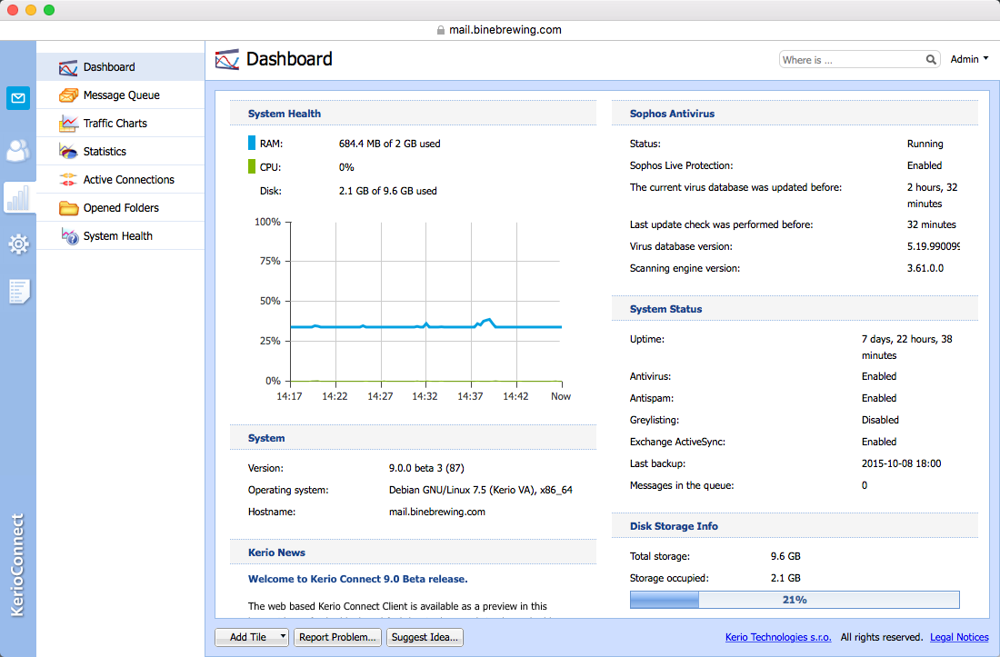 mail.binebrewing.com
Dashboard
Message Queue
Traffic Charts
Statistics
Active Connections
Opened Folders
System Health
KerioConnect
Dashboard
Where is ...
Admin
System Health
RAM: 684.4 MB of 2 GB used
CPU: 0%
Disk: 2.1 GB of 9.6 GB used
100%
75%
50%
25%
0%
14:17 14:22 14:27 14:32 14:37 14:42 Now
System
Version: 9.0.0 beta 3 (87)
Operating system: Debian GNU/Linux 7.5 (Kerio VA), x86_64
Hostname: mail.binebrewing.com
Kerio News
Welcome to Kerio Connect 9.0 Beta release.
The web based Kerio Connect Client is available as a preview in this
Sophos Antivirus
Status: Running
Sophos Live Protection: Enabled
The current virus database was updated before: 2 hours, 32
minutes
Last update check was performed before: 32 minutes
Virus database version: 5.19.990099
Scanning engine version: 3.61.0.0
System Status
Uptime: 7 days, 22 hours, 38
minutes
Antivirus: Enabled
Antispam: Enabled
Greylisting: Disabled
Exchange ActiveSync: Enabled
Last backup: 2015-10-08 18:00
Messages in the queue: 0
Disk Storage Info
Total storage: 9.6 GB
Storage occupied: 2.1 GB
21%
Add Tile
Report Problem...
Suggest Idea...
Kerio Technologies s.r.o. All rights reserved. Legal Notices